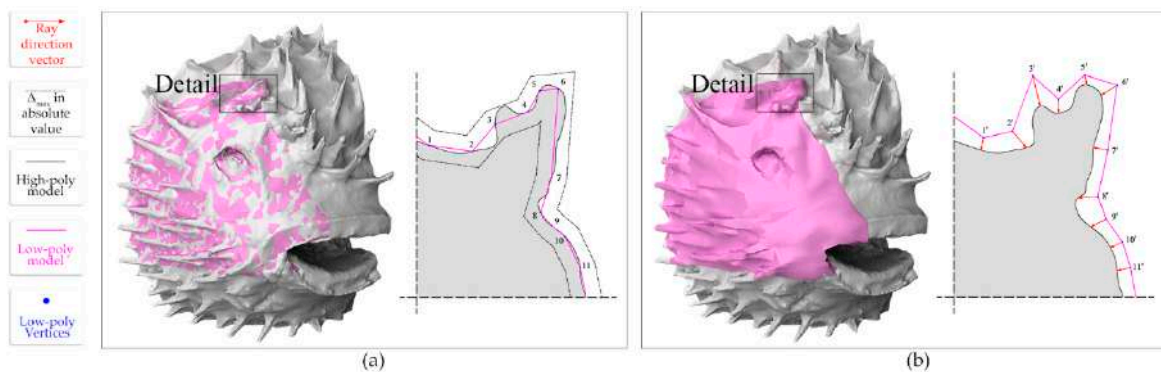 Ray
direction
vector
Δmax in
absolute
value
High-poly
model
Low-poly
model
Low-poly
Vertices
Detail
1
2
3
4
5
6
7
8
9
10
11
(a)
Detail
1'
2'
3'
4'
5'
6'
7'
8'
9'
10'
11'
(b)